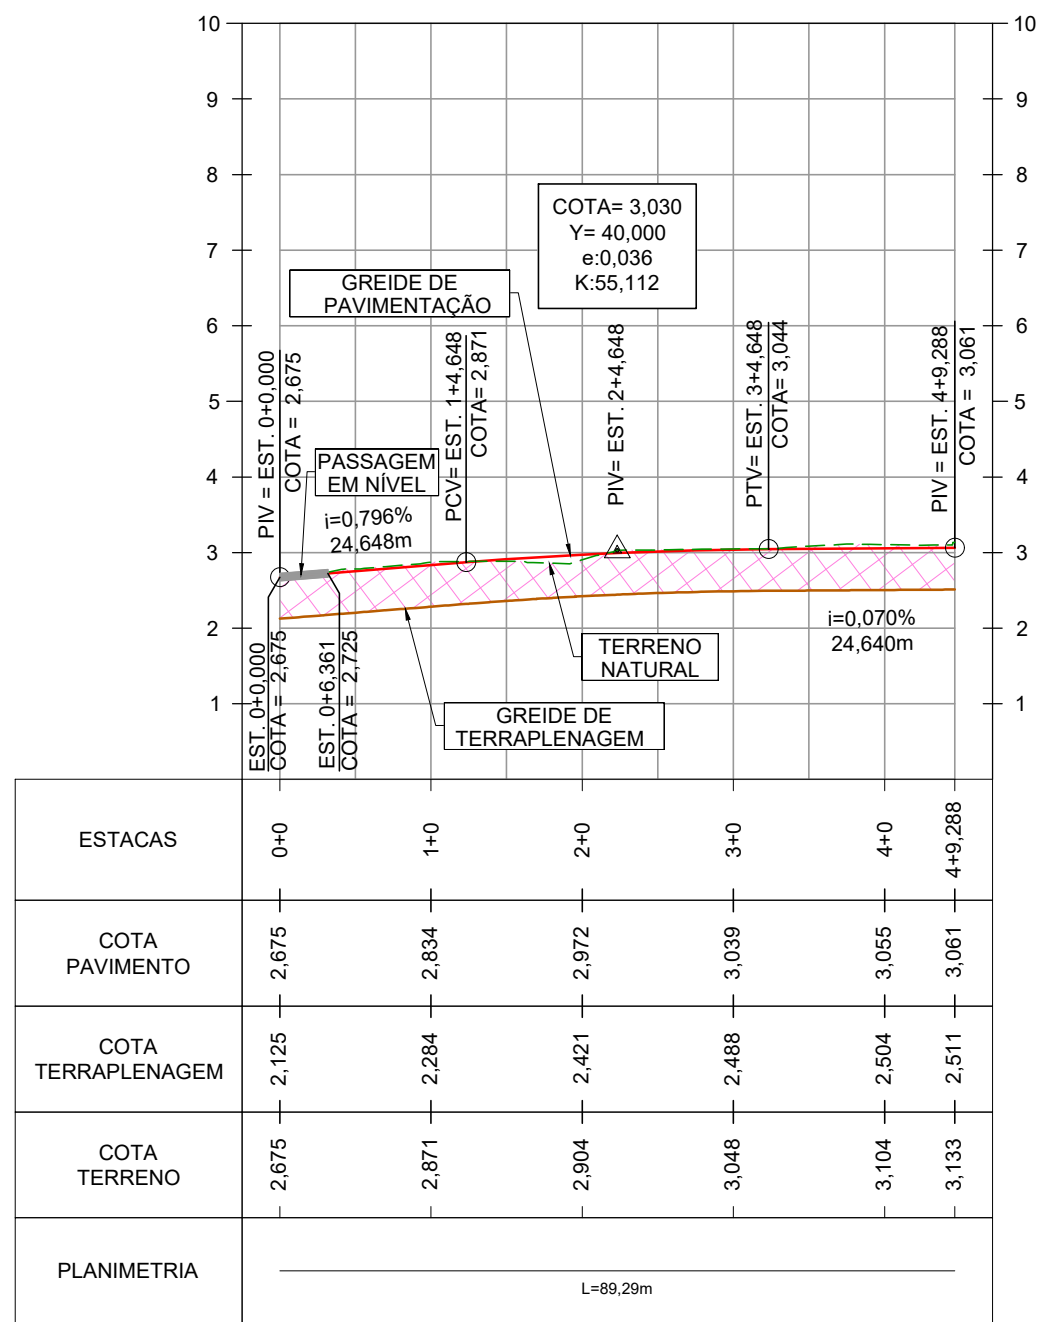 10
10
9
9
8
8
7
7
6
6
5
5
4
4
3
3
2
2
1
1
COTA= 3,030
Y= 40,000
e:0,036
K:55,112
GREIDE DE
PAVIMENTAÇÃO
PIV = EST. 0+0,000
COTA = 2,675
PCV= EST. 1+4,648
COTA= 2,871
PIV= EST. 2+4,648
PTV= EST. 3+4,648
COTA= 3,044
PIV= EST. 4+9,288
COTA = 3,061
PASSAGEM
EM NÍVEL
i=0,796%
24,648m
i=0,070%
24,640m
TERRENO
NATURAL
GREIDE DE
TERRAPLENAGEM
EST. 0+0,000
COTA = 2,675
EST. 0+6,361
COTA = 2,725
ESTACAS
0+0
1+0
2+0
3+0
4+0
4+9,288
COTA
PAVIMENTO
2,675
2,834
2,972
3,039
3,055
3,061
COTA
TERRAPLENAGEM
2,125
2,284
2,421
2,488
2,504
2,511
COTA
TERRENO
2,675
2,871
2,904
3,048
3,104
3,133
PLANIMETRIA
L=89,29m